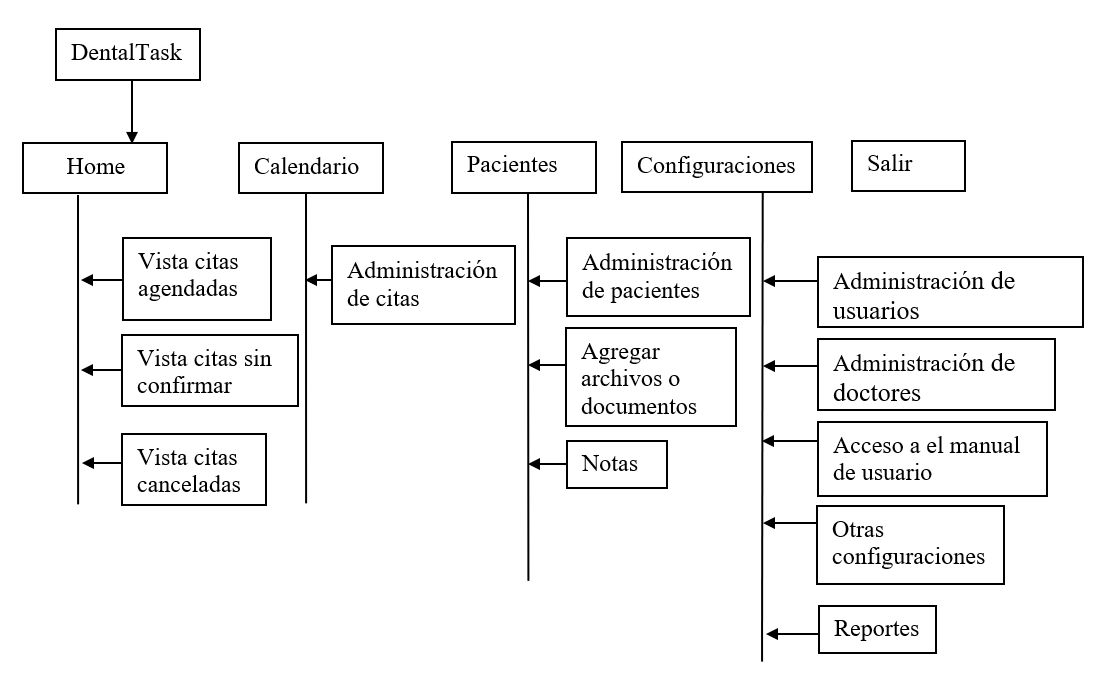 DentalTask
Home
Calendario
Pacientes
Configuraciones
Salir
Vista citas
agendadas
Vista citas sin
confirmar
Vista citas
canceladas
Administración
de citas
Administración
de pacientes
Agregar
archivos o
documentos
Notas
Administración de
usuarios
Administración de
doctores
Acceso a el manual
de usuario
Otras
configuraciones
Reportes